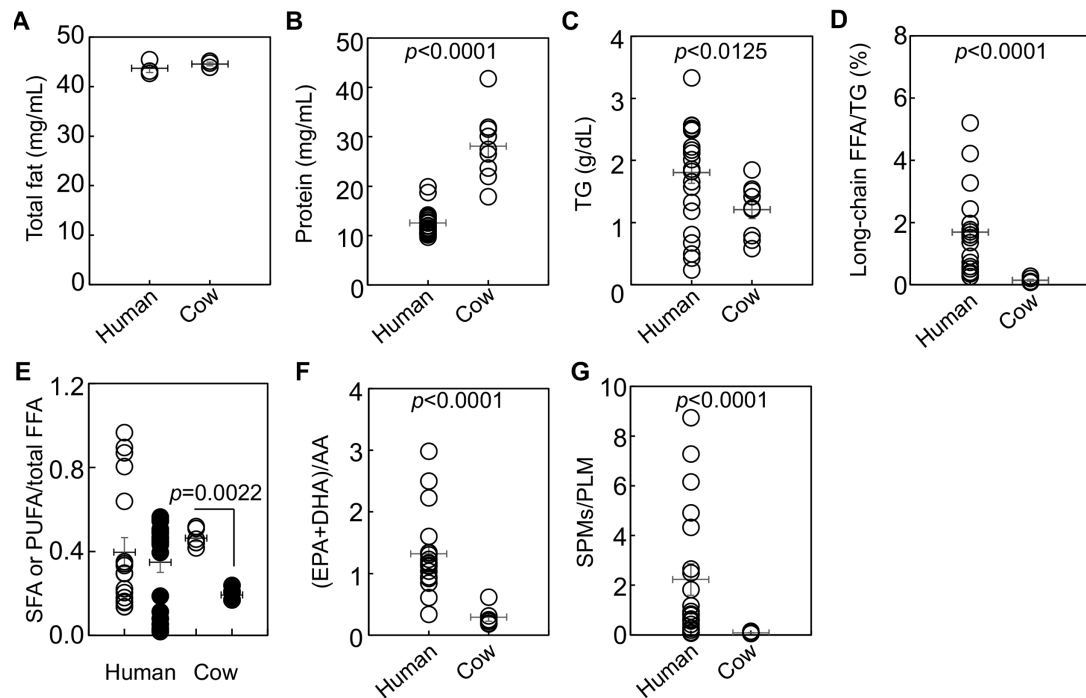 A
Total fat (mg/mL)
50
40
30
20
10
0
Human
Cow
B
Protein (mg/mL)
p<0.0001
50
40
30
20
10
0
Human
Cow
C
TG (g/dL)
p<0.0125
4
3
2
1
0
Human
Cow
D
Long-chain FFA/TG (%)
p<0.0001
8
6
4
2
0
Human
Cow
E
SFA or PUFA/total FFA
1.2
0.8
0.4
0.0
p=0.0022
Human
Cow
F
(EPA+DHA)/AA
p<0.0001
4
3
2
1
0
Human
Cow
G
SPMs/PLM
p<0.0001
10
8
6
4
2
0
Human
Cow